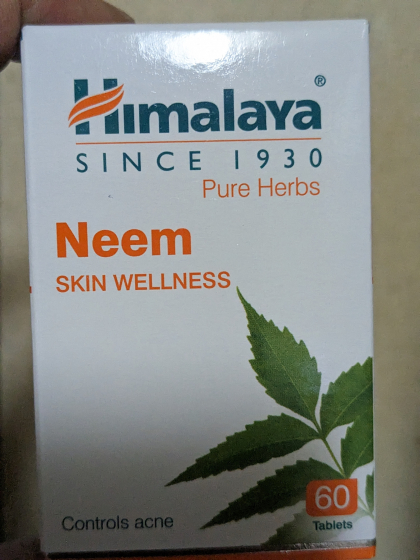 Himalaya®
SINCE 1930
Pure Herbs
Neem
SKIN WELLNESS
60
Tablets
Controls acne